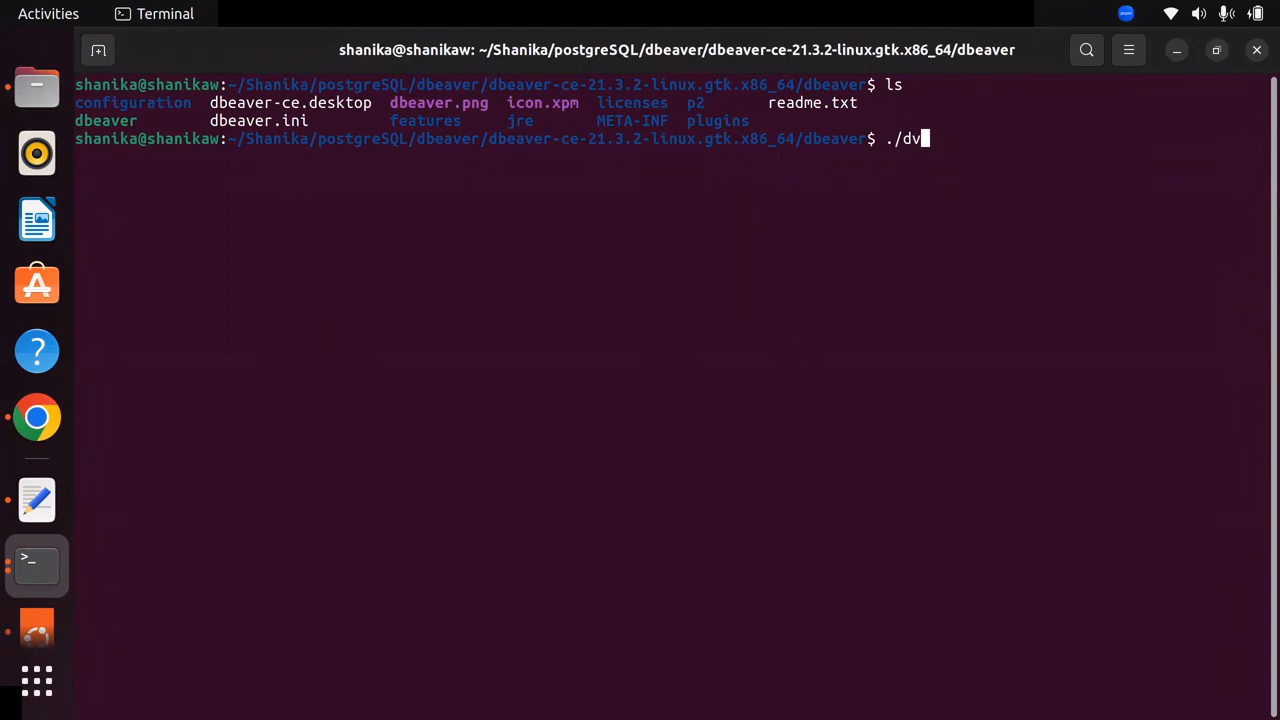 Activities Terminal
zoom
shanika@shanikaw: ~/Shanika/postgreSQL/dbeaver/dbeaver-ce-21.3.2-linux.gtk.x86_64/dbeaver
shanika@shanikaw:~/Shanika/postgreSQL/dbeaver/dbeaver-ce-21.3.2-linux.gtk.x86_64/dbeaver$ ls
configuration dbeaver-ce.desktop dbeaver.png icon.xpm licenses p2 readme.txt
dbeaver dbeaver.ini features jre META-INF plugins
shanika@shanikaw:~/Shanika/postgreSQL/dbeaver/dbeaver-ce-21.3.2-linux.gtk.x86_64/dbeaver$ ./dv